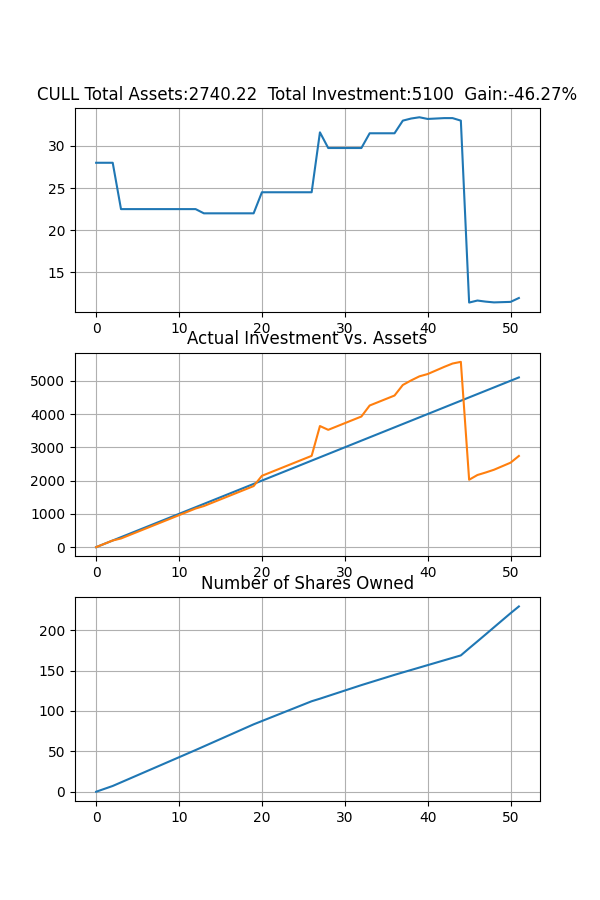 CULL Total Assets:2740.22  Total Investment:5100  Gain:-46.27%
30
25
20
15
0 10 20 30 40 50
Actual Investment vs. Assets
5000
4000
3000
2000
1000
0
0 10 20 30 40 50
Number of Shares Owned
200
150
100
50
0
0 10 20 30 40 50